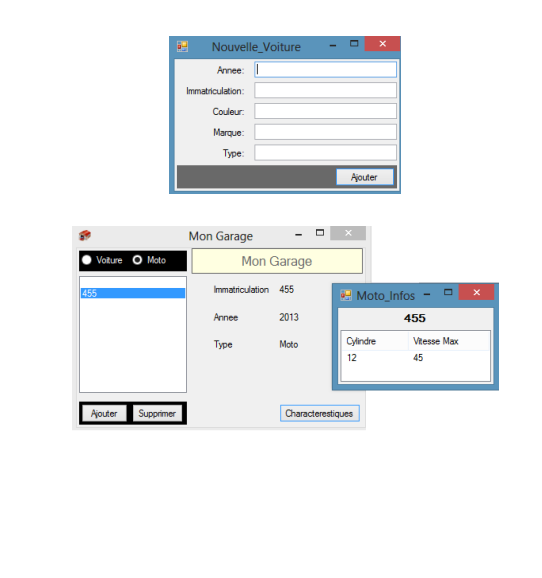 Nouvelle_Voiture
Annee:
Immatriculation:
Couleur:
Marque:
Type:
Ajouter
Mon Garage
Voiture Moto
Mon Garage
455
Immatriculation 455
Annee 2013
Type Moto
Ajouter Supprimer
Characterestiques
Moto_Infos
455
Cylindre Vitesse Max
12 45